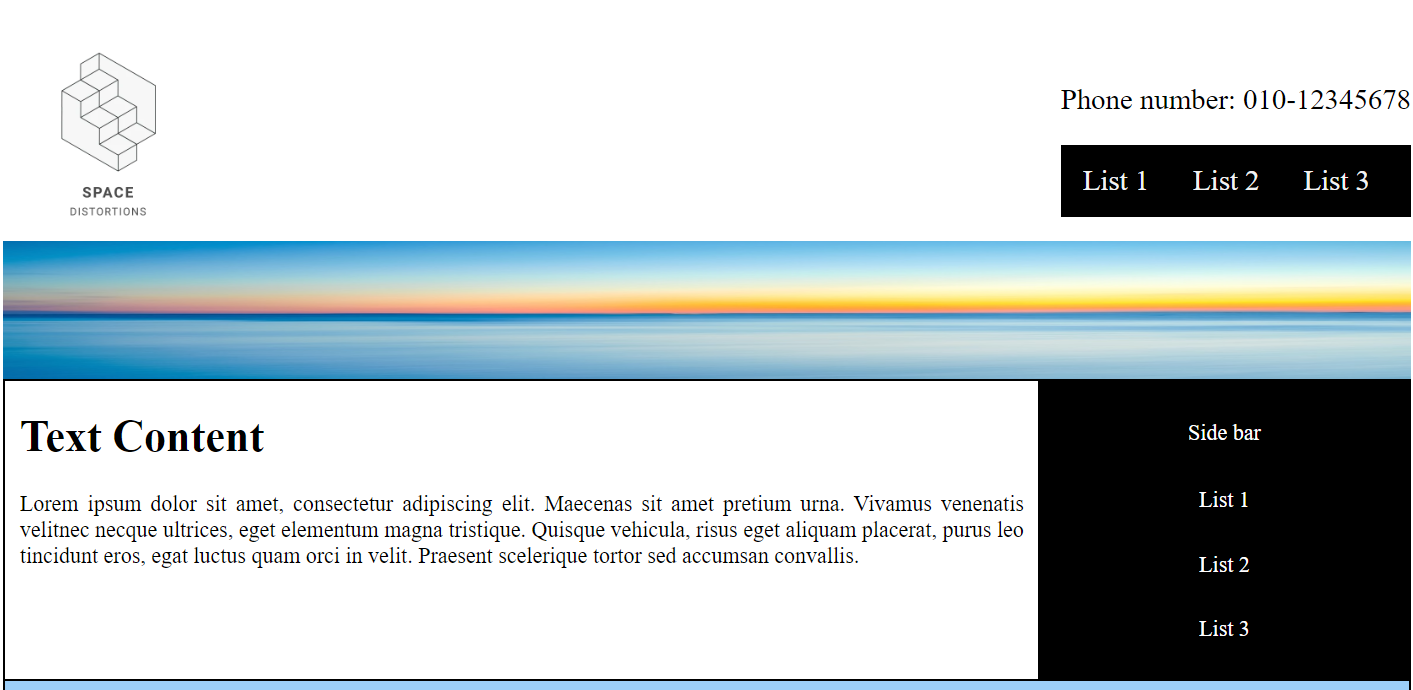 SPACE
DISTORTIONS
Phone number: 010-12345678
List 1 List 2 List 3
Text Content
Lorem ipsum dolor sit amet, consectetur adipiscing elit. Maecenas sit amet pretium urna. Vivamus venenatis
velitnec necque ultrices, eget elementum magna tristique. Quisque vehicula, risus eget aliquam placerat, purus leo
tincidunt eros, egat luctus quam orci in velit. Praesent scelerique tortor sed accumsan convallis.
Side bar
List 1
List 2
List 3